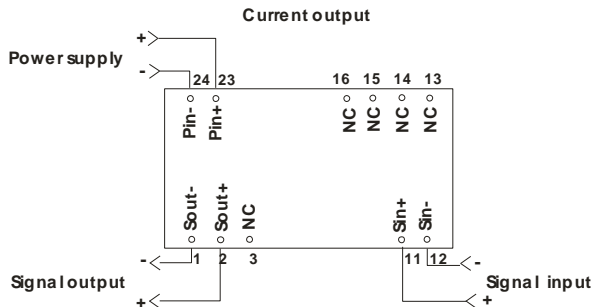 Current output
+
Power supply
- 24 23 16 15 14 13
Pin- Pin+ NC NC NC NC
Sout- Sout+ NC Sin+ Sin-
- 1 2 3 11 12 -
Signal output Signal input
+ +